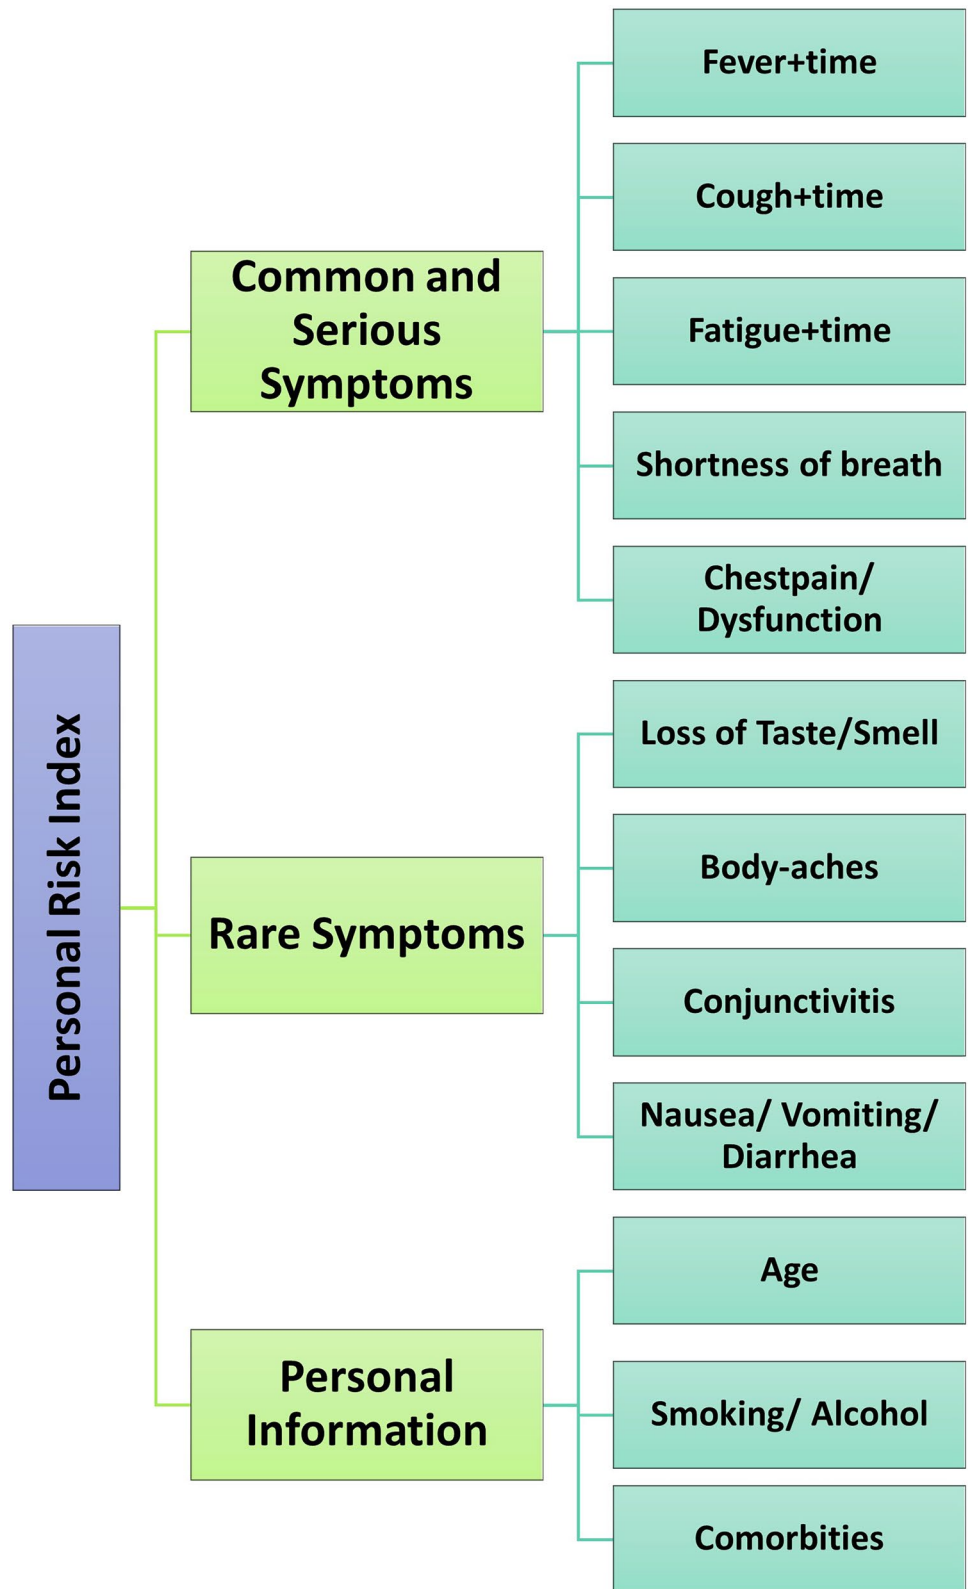 Personal Risk Index
Common and
Serious
Symptoms
Fever+time
Cough+time
Fatigue+time
Shortness of breath
Chestpain/
Dysfunction
Rare Symptoms
Loss of Taste/Smell
Body-aches
Conjunctivitis
Nausea/ Vomiting/
Diarrhea
Personal
Information
Age
Smoking/ Alcohol
Comorbities